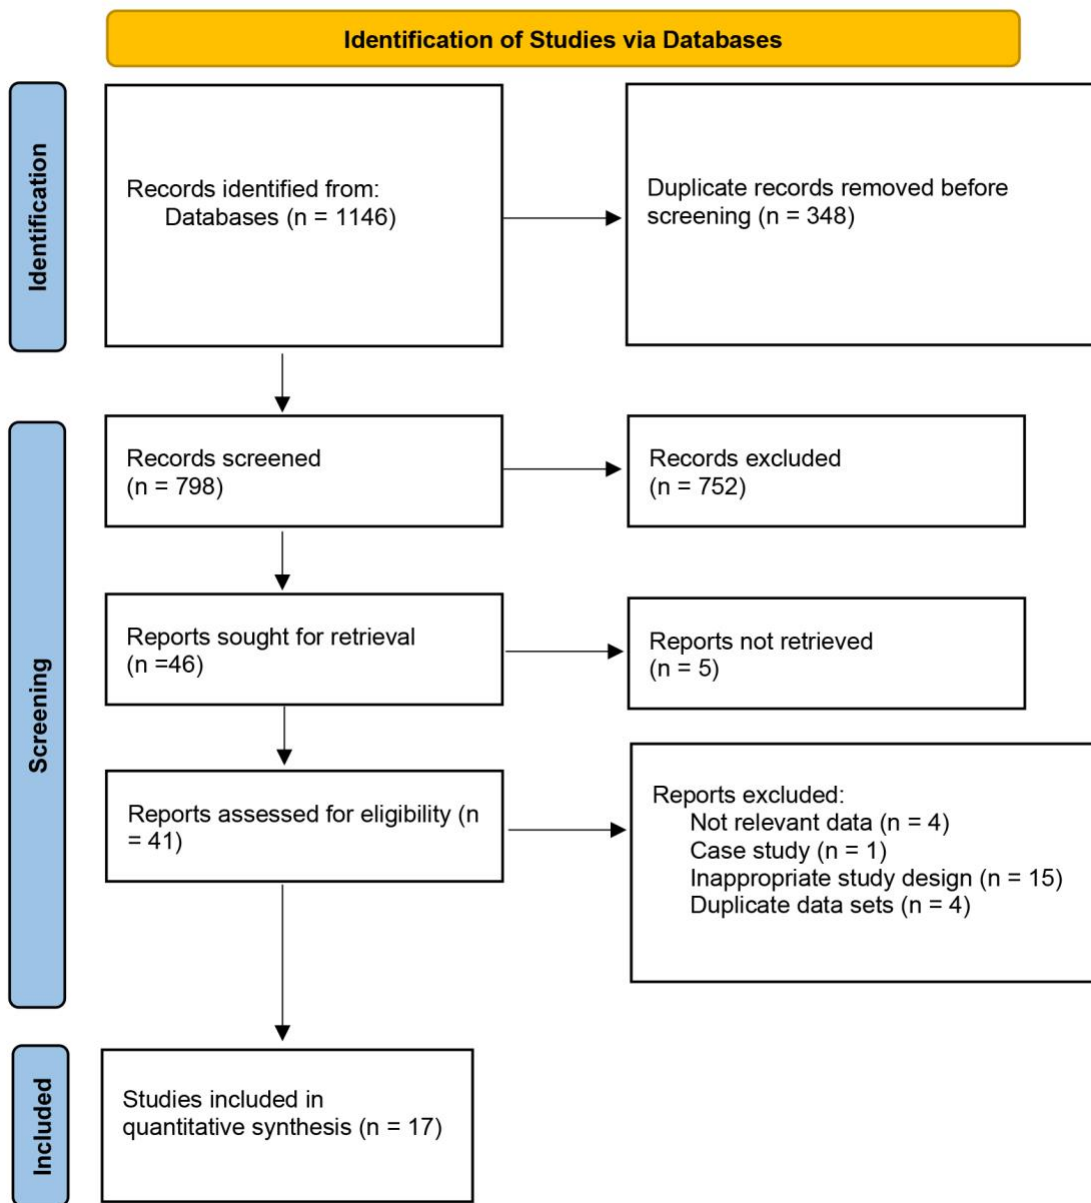 Identification of Studies via Databases
Identification
Records identified from:
Databases (n = 1146)
Duplicate records removed before
screening (n = 348)
Screening
Records screened
(n = 798)
Records excluded
(n = 752)
Reports sought for retrieval
(n =46)
Reports not retrieved
(n = 5)
Reports assessed for eligibility (n
= 41)
Reports excluded:
Not relevant data (n = 4)
Case study (n = 1)
Inappropriate study design (n = 15)
Duplicate data sets (n = 4)
Included
Studies included in
quantitative synthesis (n = 17)